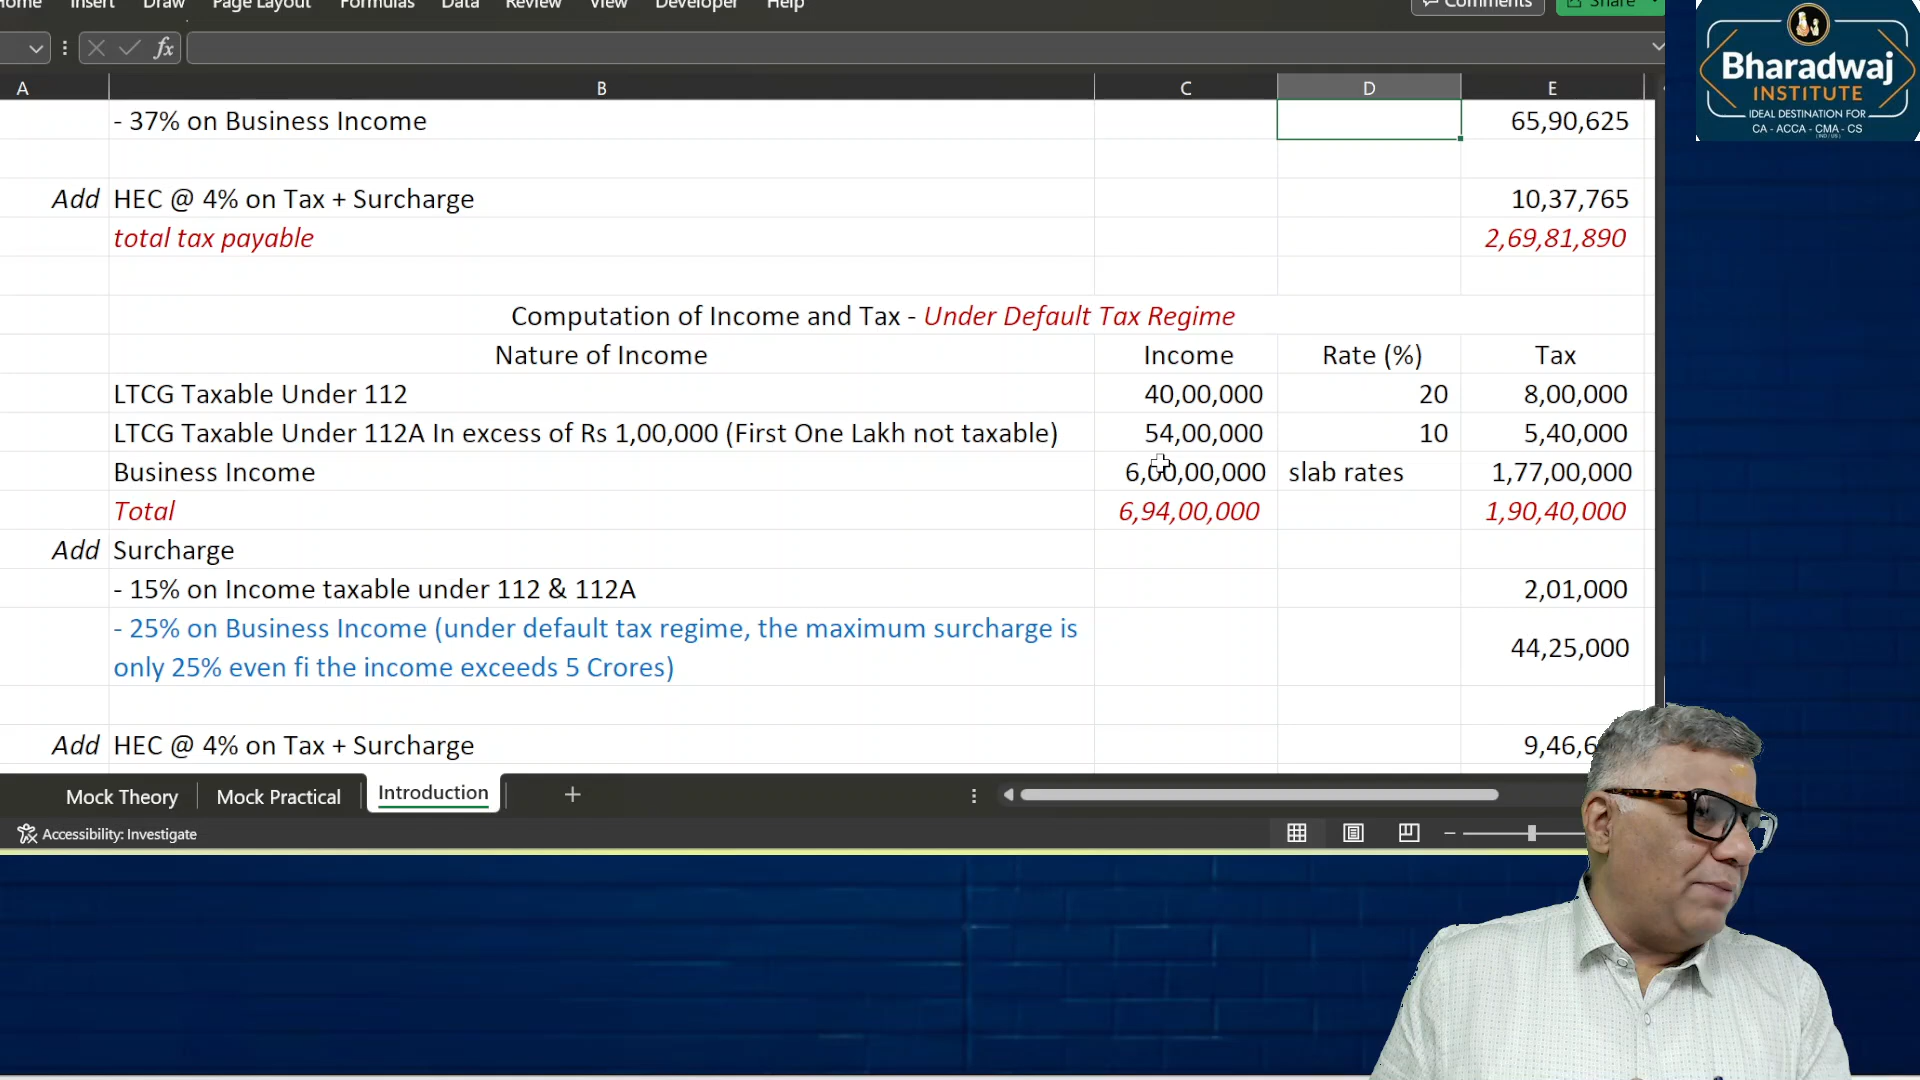 Home Insert Draw Page Layout Formulas Data Review View Developer Help Comments Share
fx
A B C D E
- 37% on Business Income 65,90,625
Add HEC @ 4% on Tax + Surcharge 10,37,765
total tax payable 2,69,81,890
Computation of Income and Tax - Under Default Tax Regime
Nature of Income Income Rate (%) Tax
LTCG Taxable Under 112 40,00,000 20 8,00,000
LTCG Taxable Under 112A In excess of Rs 1,00,000 (First One Lakh not taxable) 54,00,000 10 5,40,000
Business Income 6,00,00,000 slab rates 1,77,00,000
Total 6,94,00,000 1,90,40,000
Add Surcharge
- 15% on Income taxable under 112 & 112A 2,01,000
- 25% on Business Income (under default tax regime, the maximum surcharge is
only 25% even fi the income exceeds 5 Crores) 44,25,000
Add HEC @ 4% on Tax + Surcharge 9,46,6
Mock Theory Mock Practical Introduction
Accessibility: Investigate
Bharadwaj
INSTITUTE
IDEAL DESTINATION FOR
CA - ACCA - CMA - CS